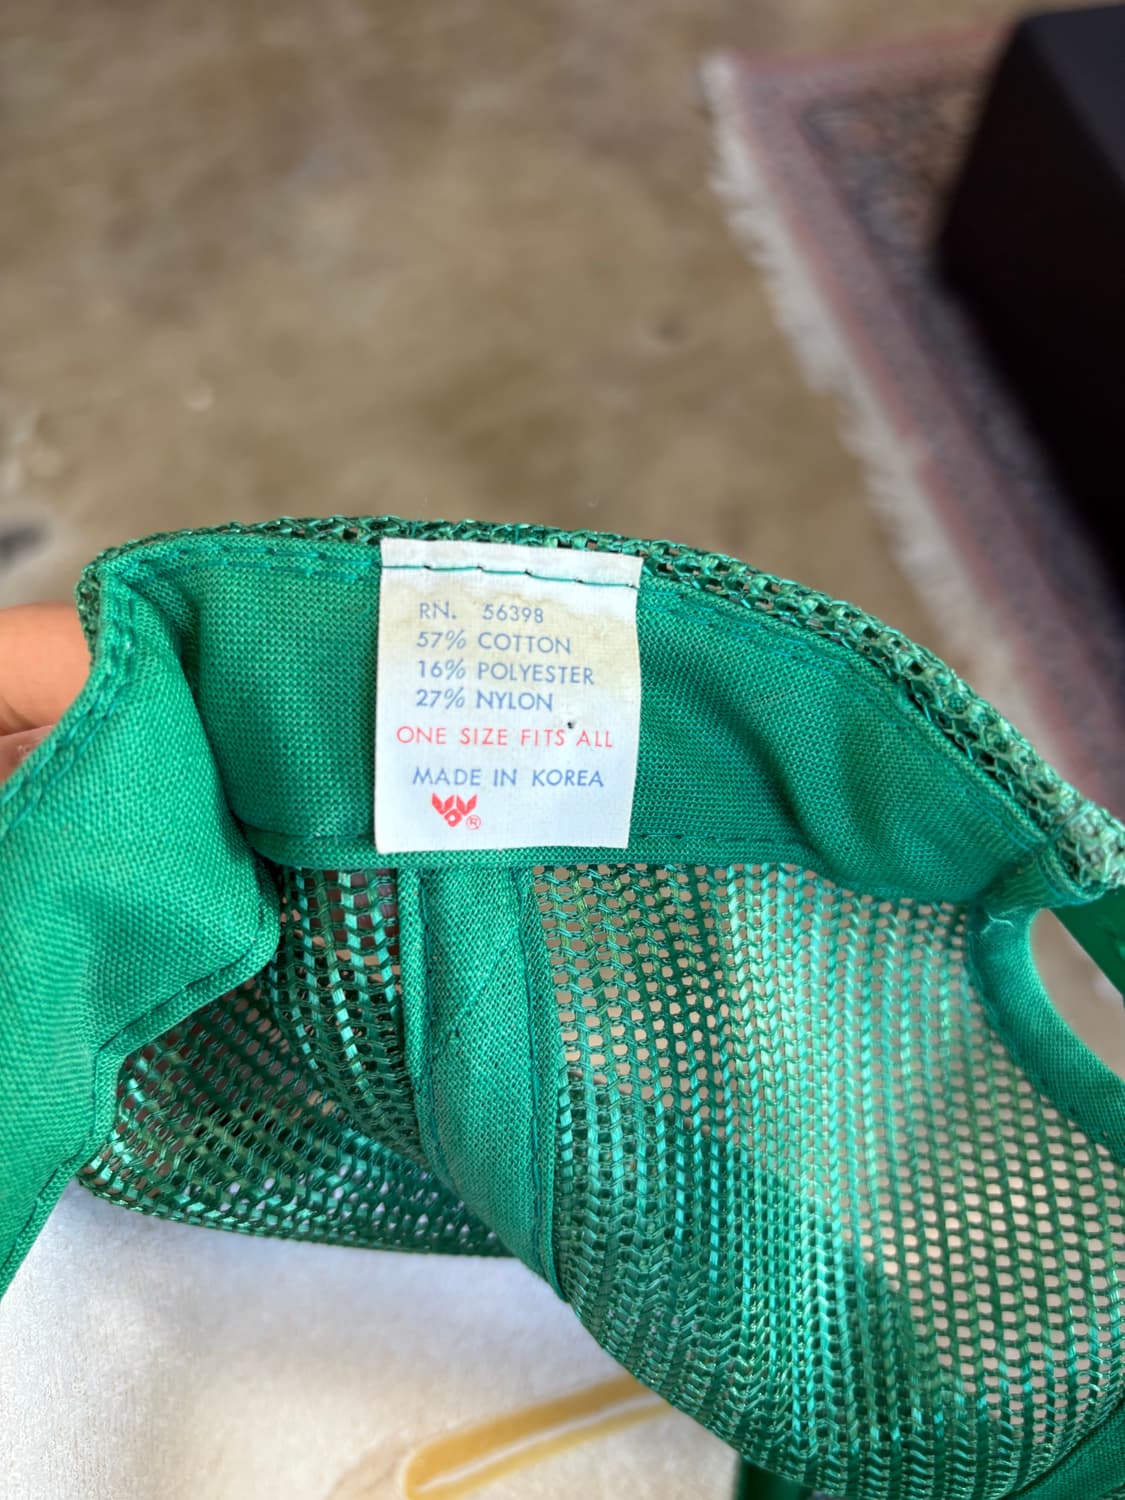 RN. 56398
57% COTTON
16% POLYESTER
27% NYLON
ONE SIZE FITS ALL
MADE IN KOREA
®